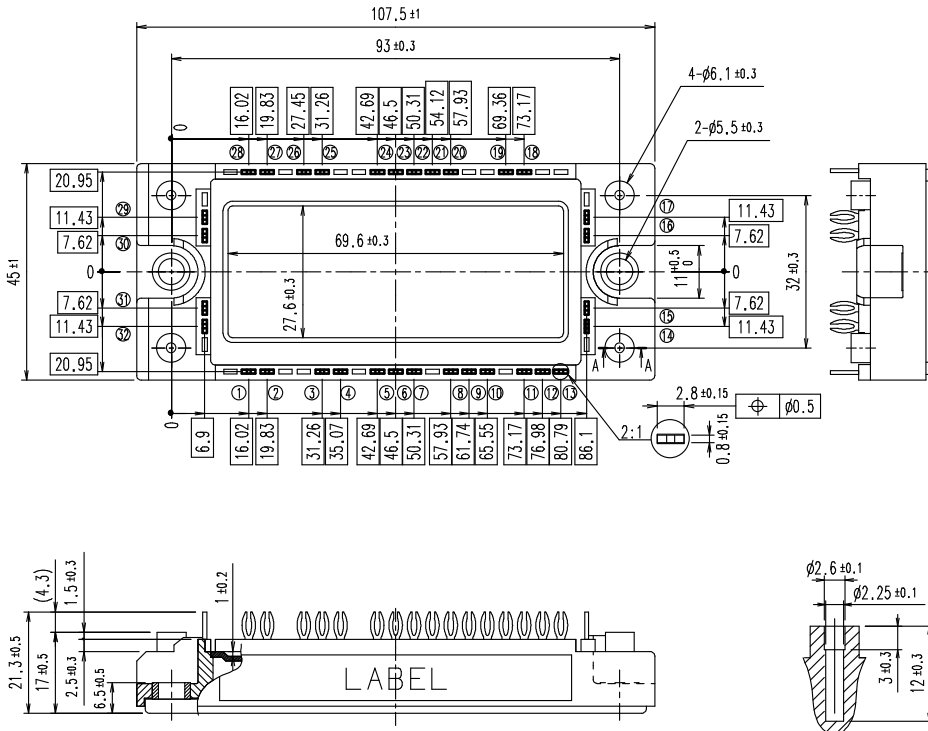 107.5 ±1
93 ±0.3
4-ø6.1 ±0.3
2-ø5.5 ±0.3
0
16.02 19.83 27.45 31.26 42.69 46.5 50.31 54.12 57.93 69.36 73.17
㉘ ㉗ ㉖ ㉕ ㉔ ㉓ ㉒ ㉑ ⑳ ⑲ ⑱
20.95
㉙ ⑰
11.43 11.43
⑯
7.62 ㉚ 7.62
69.6 ±0.3
45 ±1
0 0
11 +0.5 0
32 ±0.3
27.6 ±0.3
7.62 ㉛ 7.62
⑮
11.43 ㉜ ⑭ 11.43
20.95
A A
① ② ③ ④ ⑤ ⑥ ⑦ ⑧ ⑨ ⑩ ⑪ ⑫ ⑬
0
6.9 16.02 19.83 31.26 35.07 42.69 46.5 50.31 57.93 61.74 65.55 73.17 76.98 80.79 86.1
2:1
2.8 ±0.15
ø0.5
0.8 ±0.15
(4.3)
1.5 ±0.3
1 ±0.2
21.3 ±0.5
17 ±0.5
2.5 ±0.3
6.5 ±0.5
LABEL
ø2.6 ±0.1
ø2.25 ±0.1
3 ±0.3
12 ±0.3